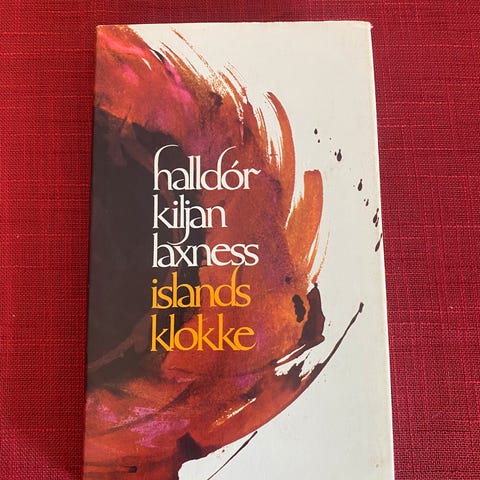 halldór
kiljan
laxness
islands
klokke